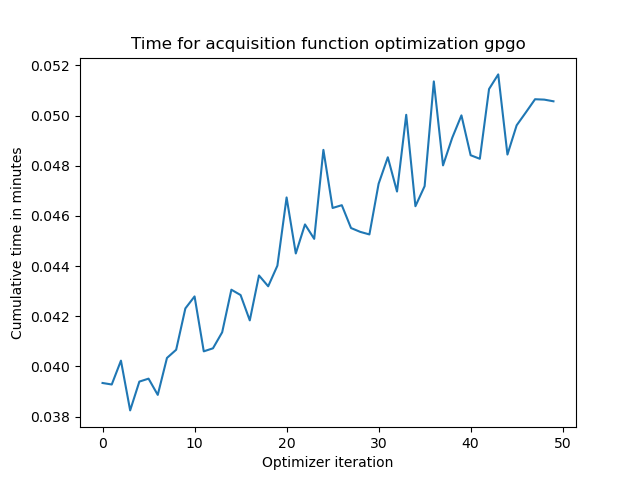 Time for acquisition function optimization gpgo
Cumulative time in minutes
0.052
0.050
0.048
0.046
0.044
0.042
0.040
0.038
0 10 20 30 40 50
Optimizer iteration